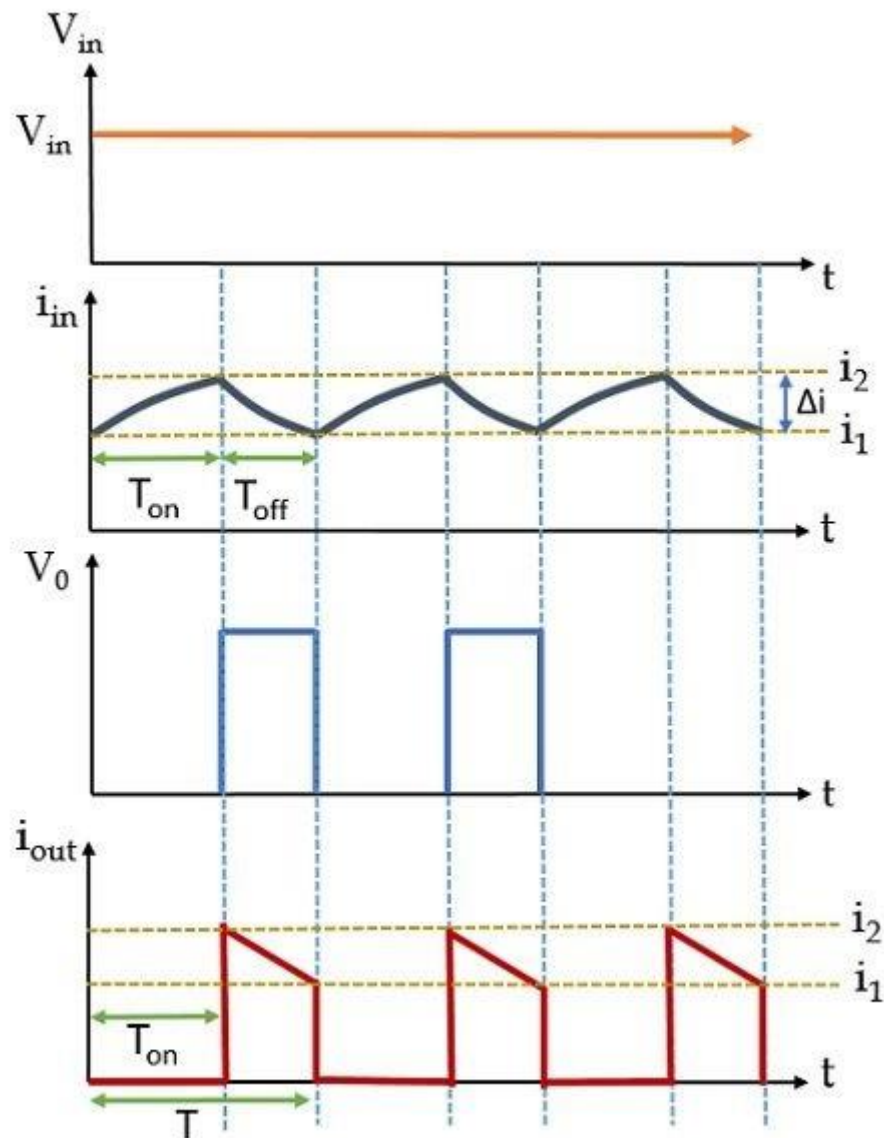 V_in
V_in
t
i_in
i_2
Δi
i_1
T_on T_off
t
V_0
t
i_out
i_2
i_1
T_on
t
T